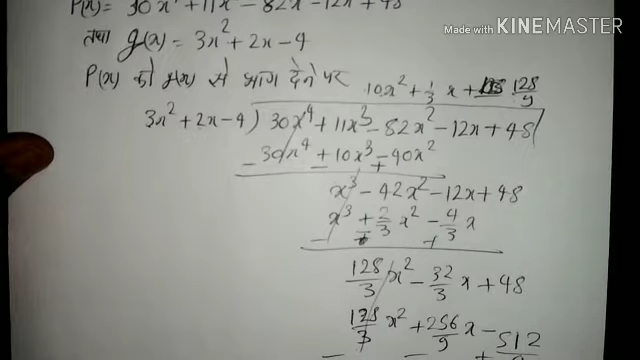 P(x) = 30x⁴ + 11x³ - 82x² - 12x + 48
Made with KINEMASTER
तथा g(x) = 3x² + 2x - 4
P(x) को g(x) से भाग देने पर
10x² + 1/3 x + 128/9
3x² + 2x - 4 ) 30x⁴ + 11x³ - 82x² - 12x + 48
- 30x⁴ + 10x³ - 40x²
x³ - 42x² - 12x + 48
x³ + 2/3 x² - 4/3 x
128/3 x² - 32/3 x + 48
128/3 x² + 256/9 x - 512